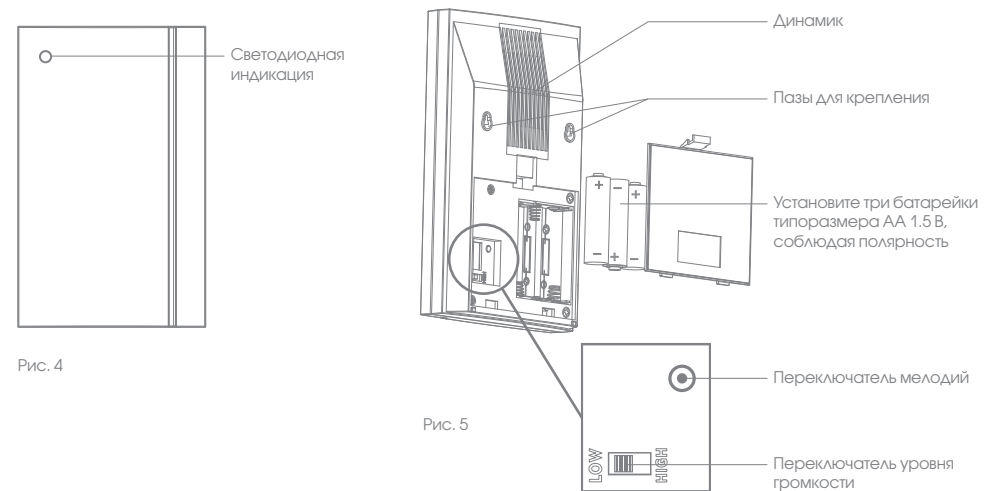 Светодиодная
индикация
Рис. 4
Динамик
Пазы для крепления
Установите три батарейки
типоразмера АА 1.5 В,
соблюдая полярность
+
–
+
–
+
–
Рис. 5
Переключатель мелодий
LOW
HIGH
Переключатель уровня
громкости